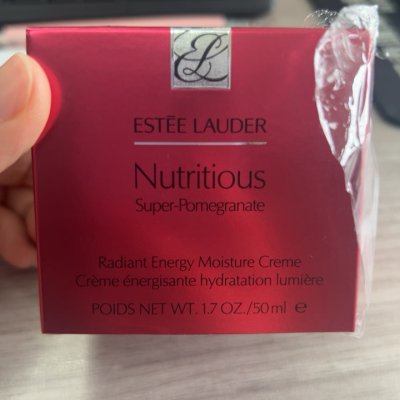 EL
ESTĒE LAUDER
Nutritious
Super-Pomegranate
Radiant Energy Moisture Creme
Crème énergisante hydratation lumière
POIDS NET WT. 1.7 OZ./50 ml ℮